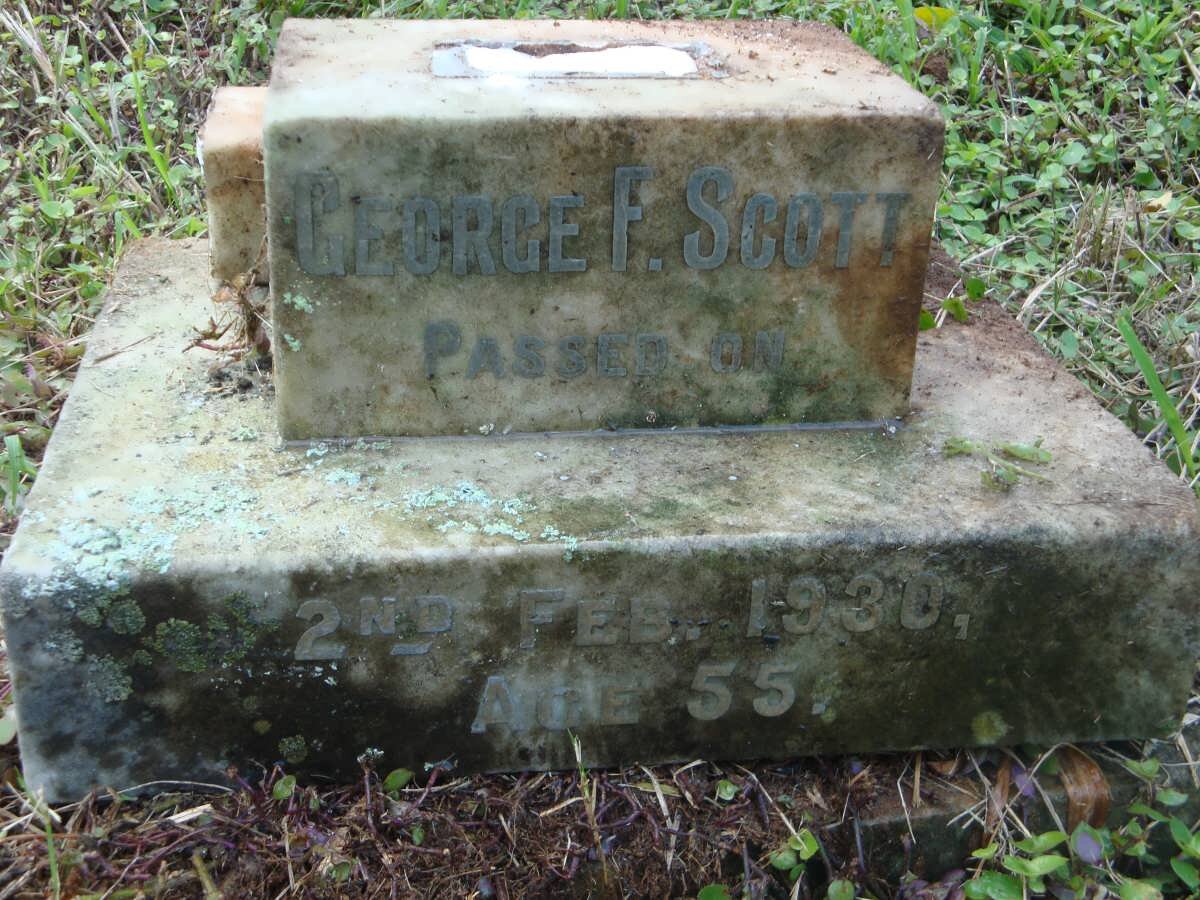 GEORGE F. SCOTT
PASSED ON
2ND FEB. 1930,
AGE 55.